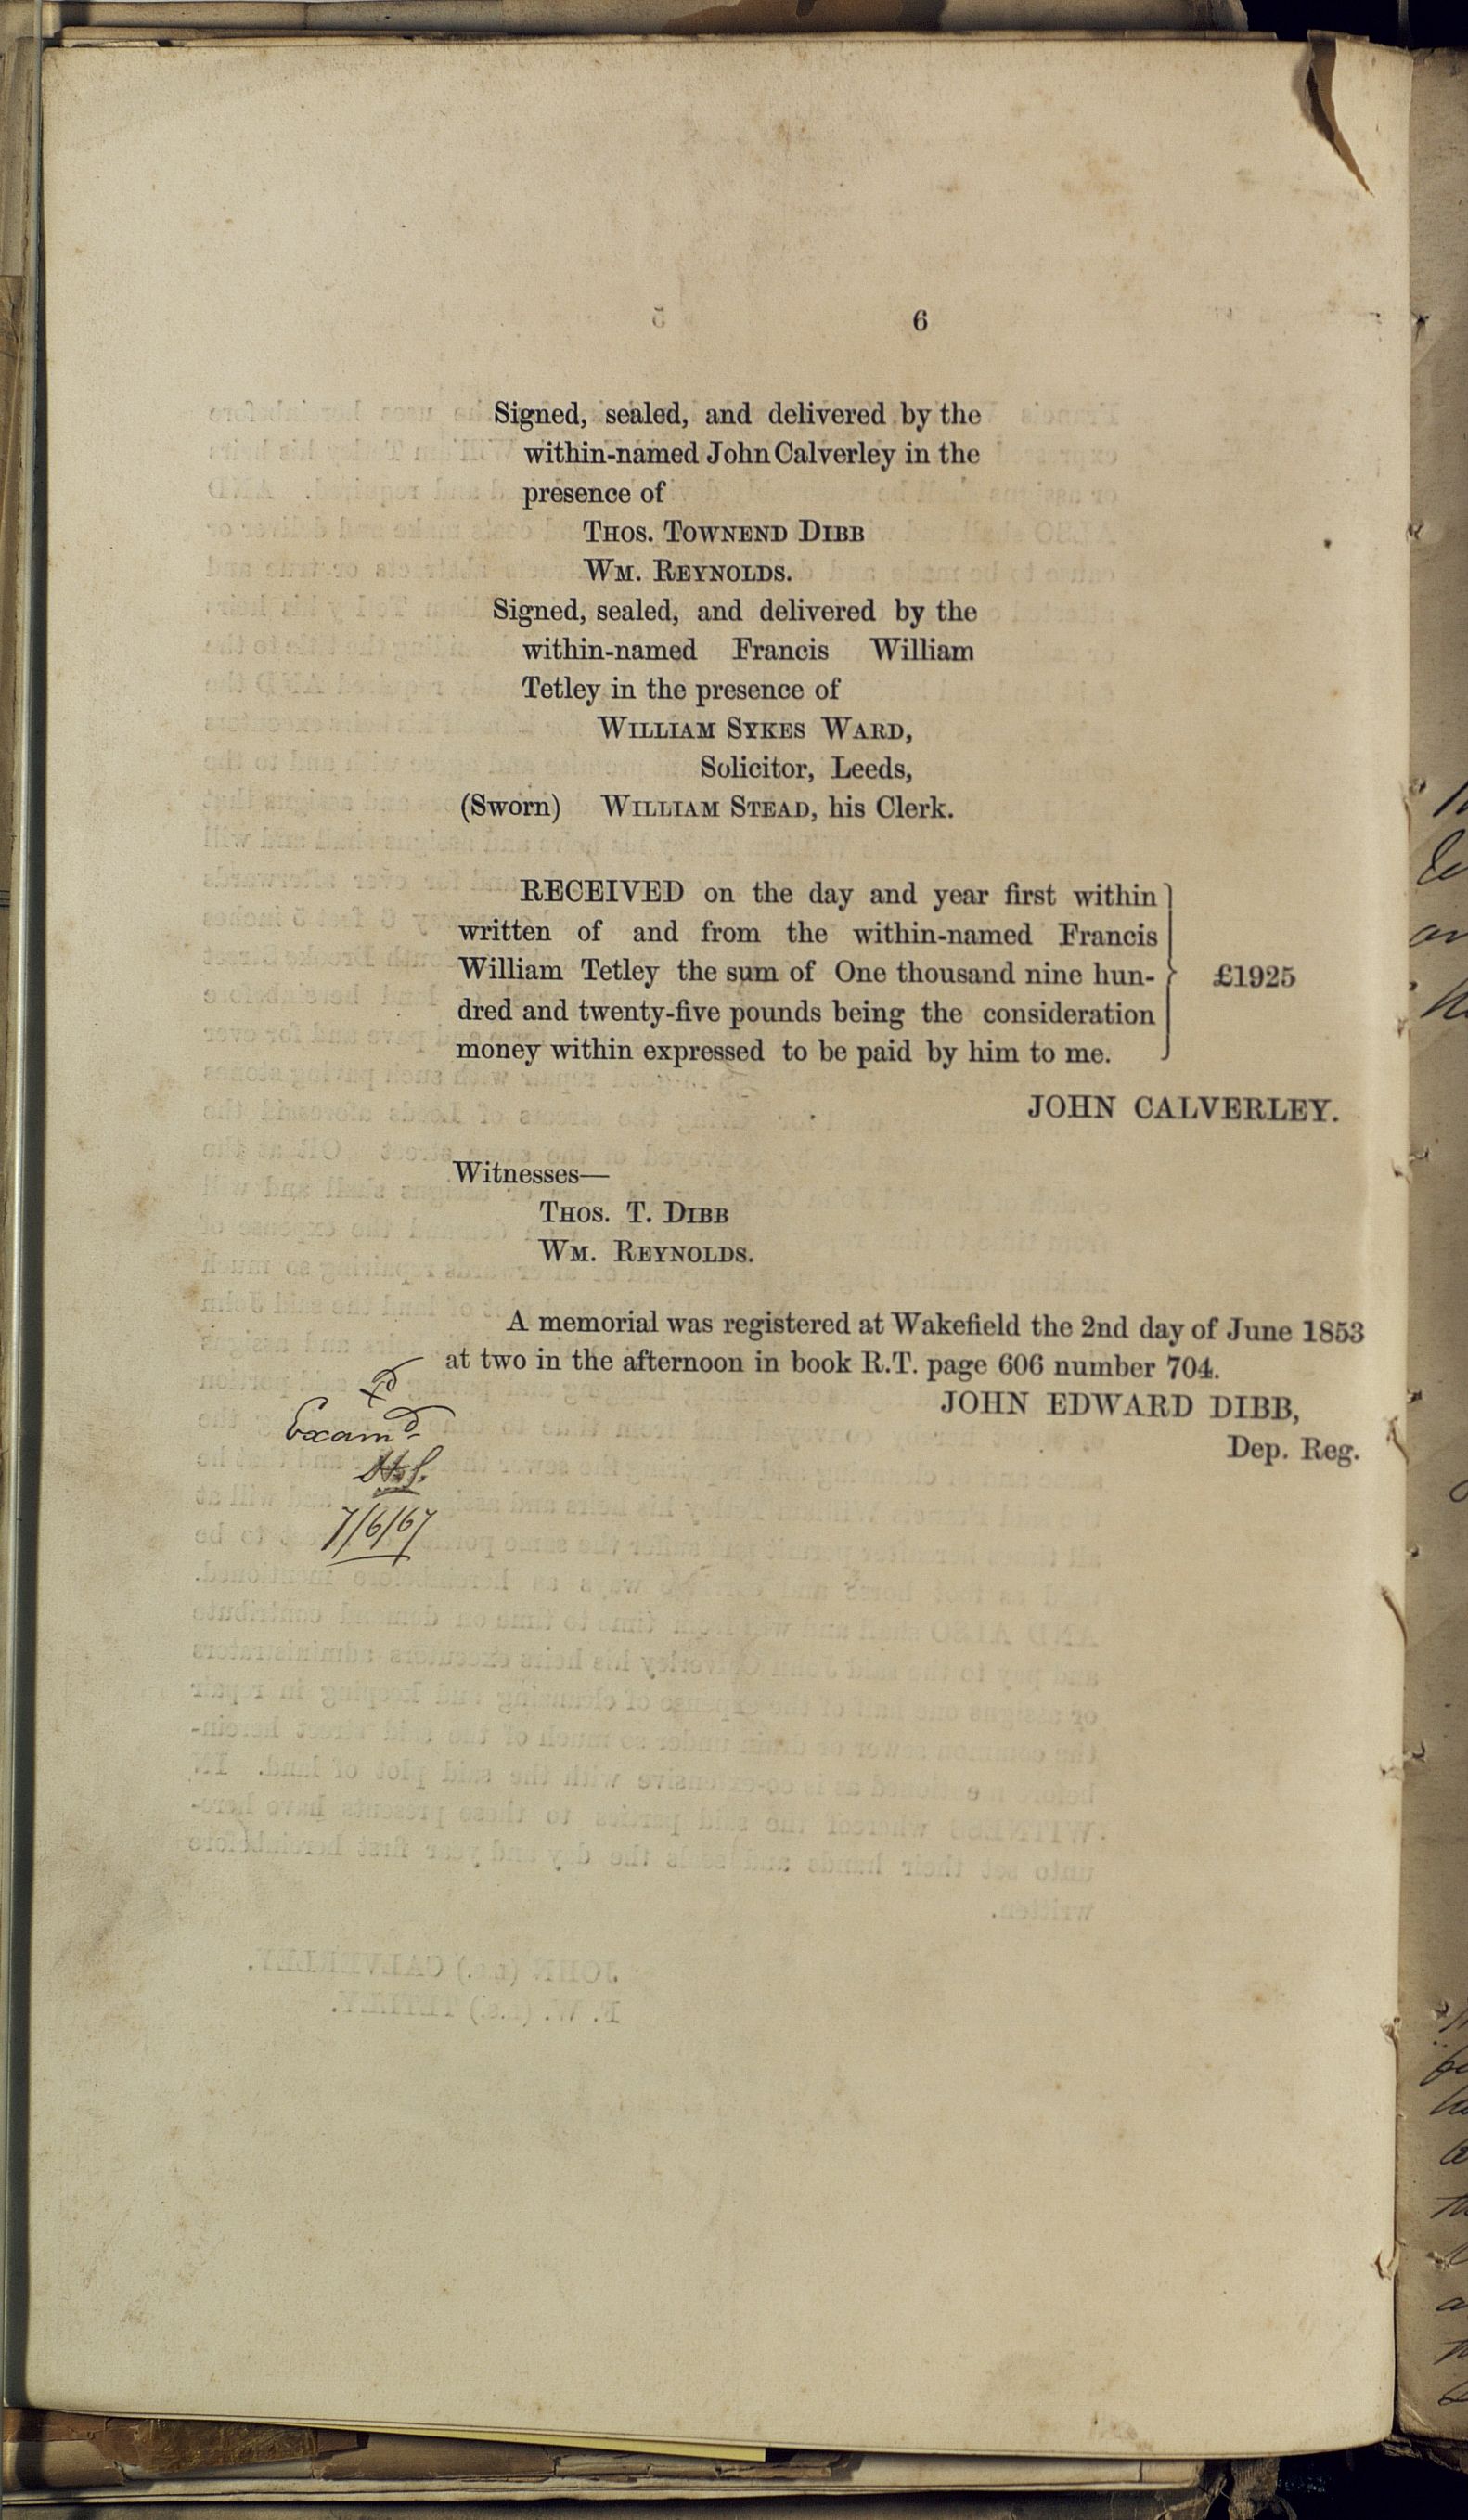 6
Signed, sealed, and delivered by the
within-named John Calverley in the
presence of
Thos. Townend Dibb
Wm. Reynolds.
Signed, sealed, and delivered by the
within-named Francis William
Tetley in the presence of
William Sykes Ward,
Solicitor, Leeds,
(Sworn) William Stead, his Clerk.
RECEIVED on the day and year first within
written of and from the within-named Francis
William Tetley the sum of One thousand nine hun-
dred and twenty-five pounds being the consideration
money within expressed to be paid by him to me.
£1925
JOHN CALVERLEY.
Witnesses—
Thos. T. Dibb
Wm. Reynolds.
A memorial was registered at Wakefield the 2nd day of June 1853
at two in the afternoon in book R.T. page 606 number 704.
JOHN EDWARD DIBB,
Dep. Reg.
Examd
7/6/67